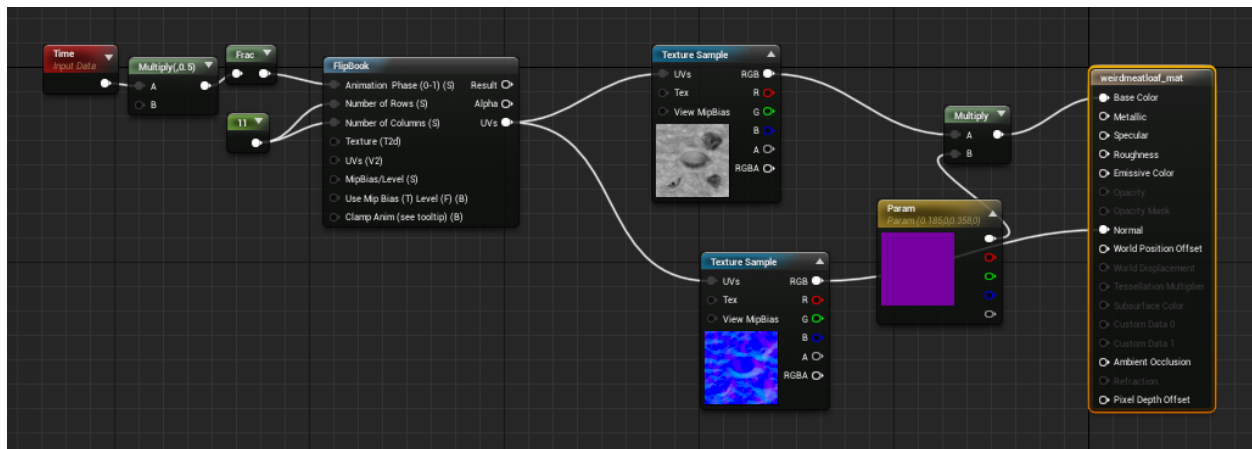 Time
Input Data
Multiply(,0.5)
A
B
Frac
11
FlipBook
Animation Phase (0-1) (S) Result
Number of Rows (S) Alpha
Number of Columns (S) UVs
Texture (T2d)
UVs (V2)
MipBias/Level (S)
Use Mip Bias (T) Level (F) (B)
Clamp Anim (see tooltip) (B)
Texture Sample
UVs RGB
Tex R
View MipBias G
B
A
RGBA
Texture Sample
UVs RGB
Tex R
View MipBias G
B
A
RGBA
Multiply
A
B
Param
Param (0.185,0,0.358,0)
weirdmeatloaf_mat
Base Color
Metallic
Specular
Roughness
Emissive Color
Opacity
Opacity Mask
Normal
World Position Offset
World Displacement
Tessellation Multiplier
Subsurface Color
Custom Data 0
Custom Data 1
Ambient Occlusion
Refraction
Pixel Depth Offset